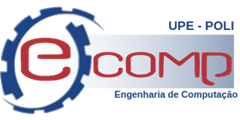 UPE - POLI
ecomp
Engenharia de Computação